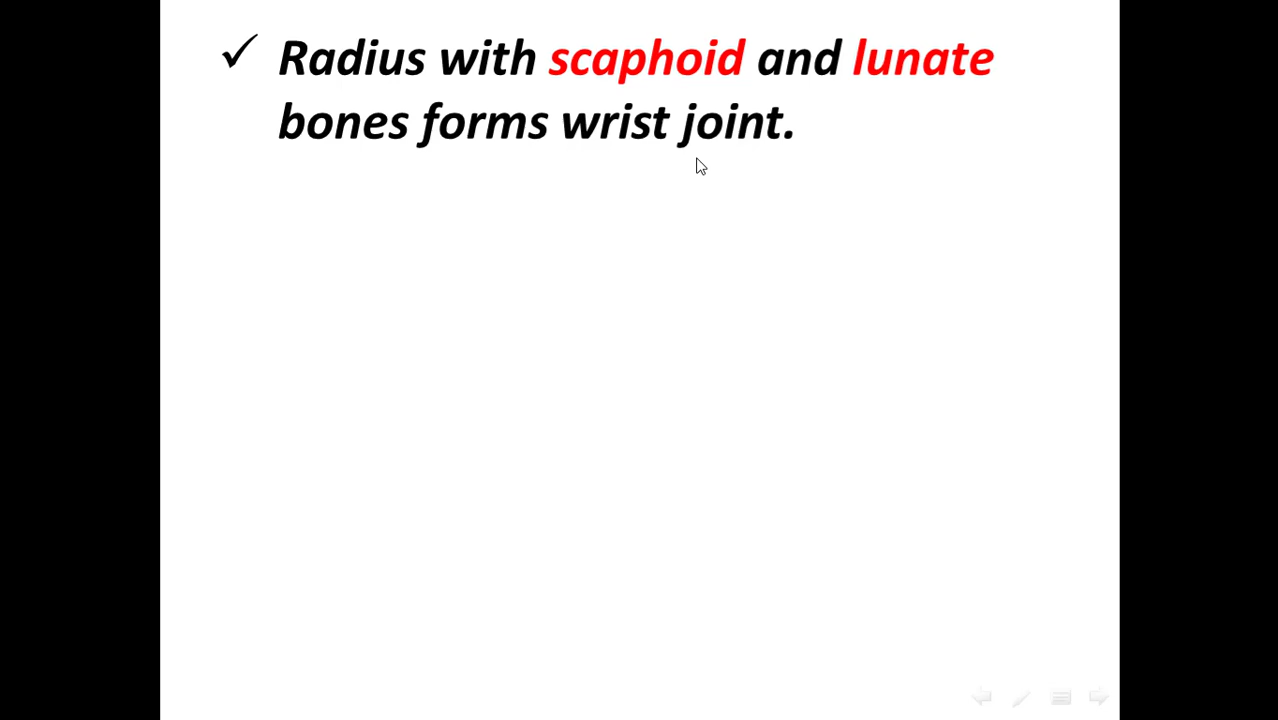 ✓ Radius with scaphoid and lunate
bones forms wrist joint.